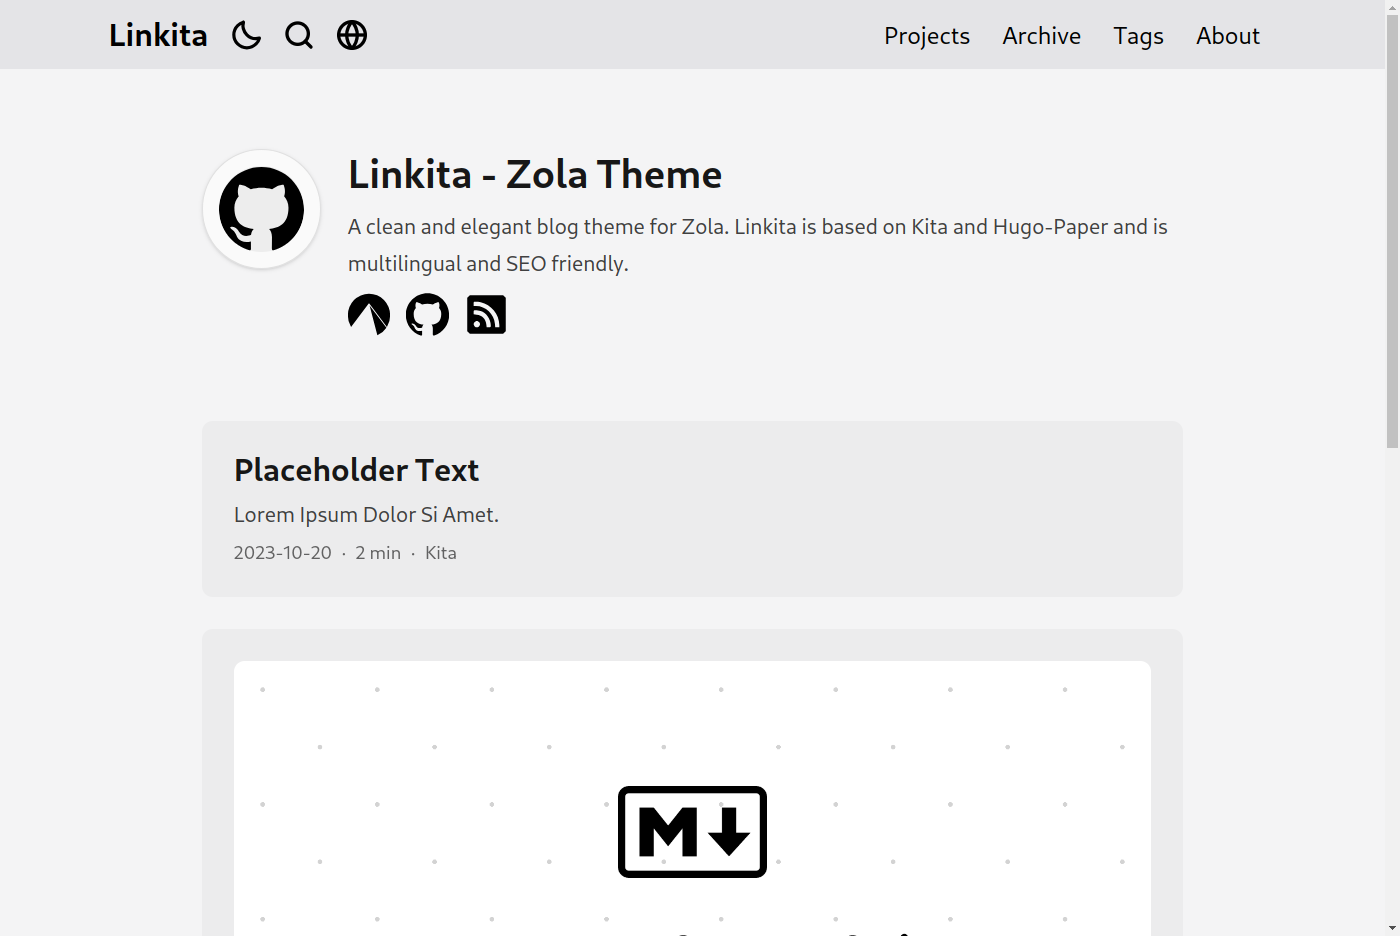 Linkita
Projects Archive Tags About
Linkita - Zola Theme
A clean and elegant blog theme for Zola. Linkita is based on Kita and Hugo-Paper and is
multilingual and SEO friendly.
Placeholder Text
Lorem Ipsum Dolor Si Amet.
2023-10-20 · 2 min · Kita
M